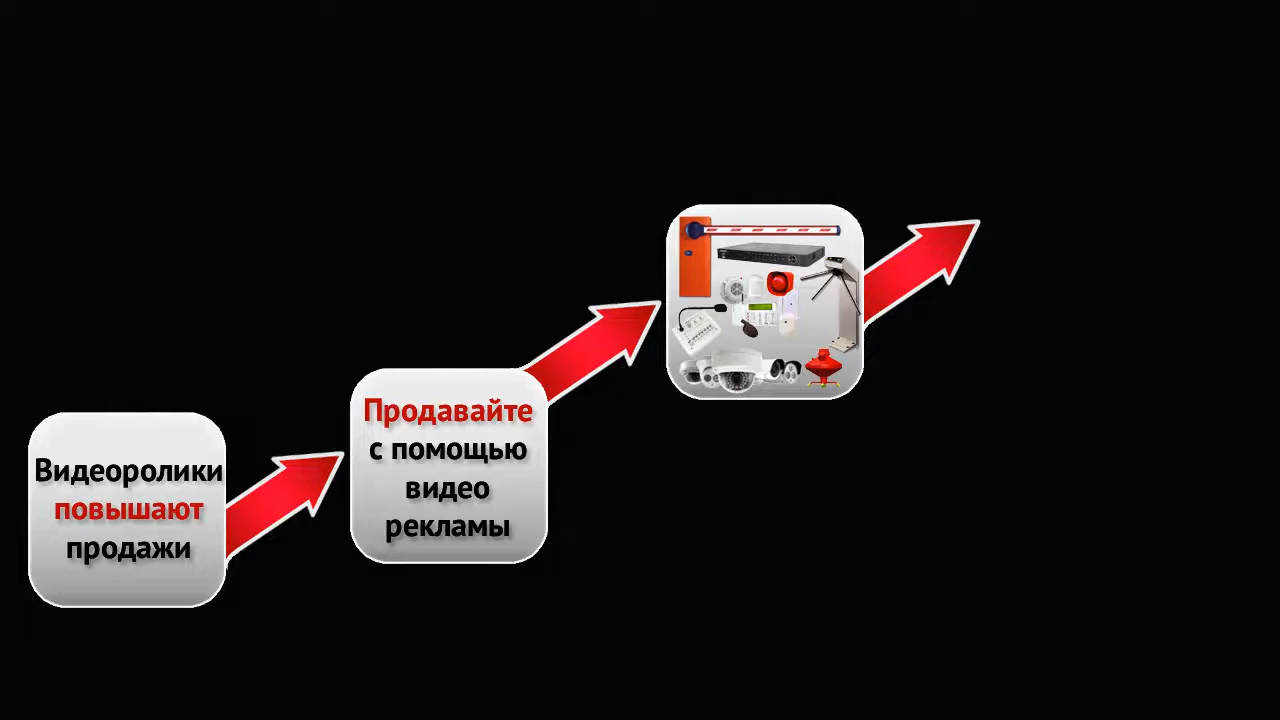 Видеоролики
повышают
продажи
Продавайте
с помощью
видео
рекламы